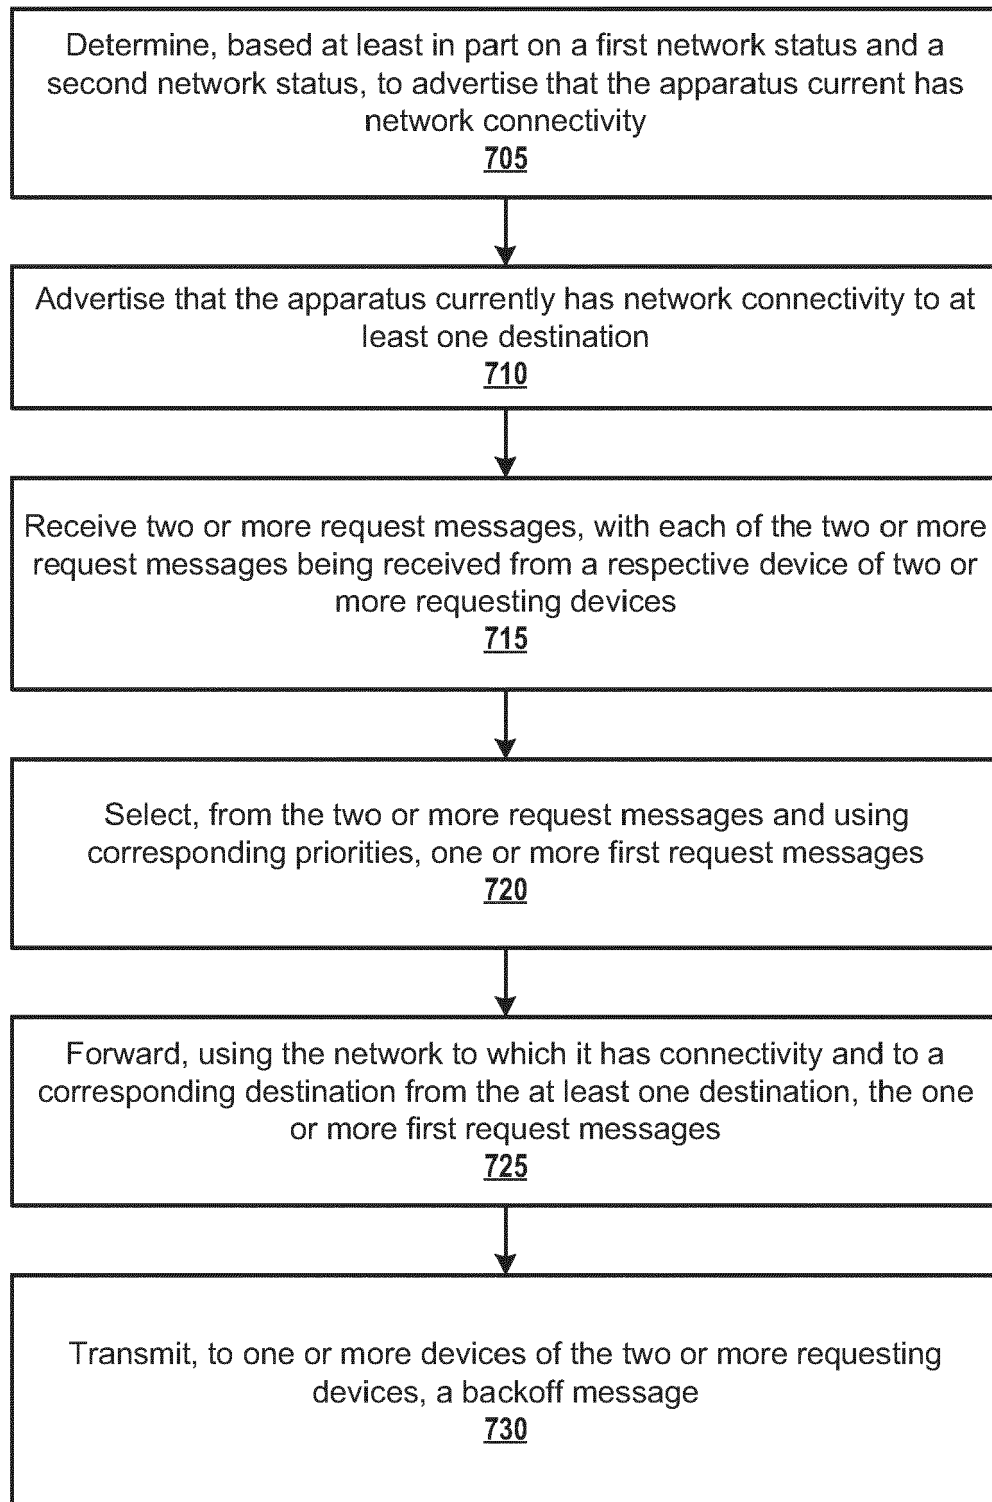 Determine, based at least in part on a first network status and a
second network status, to advertise that the apparatus current has
network connectivity
705
Advertise that the apparatus currently has network connectivity to at
least one destination
710
Receive two or more request messages, with each of the two or more
request messages being received from a respective device of two or
more requesting devices
715
Select, from the two or more request messages and using
corresponding priorities, one or more first request messages
720
Forward, using the network to which it has connectivity and to a
corresponding destination from the at least one destination, the one
or more first request messages
725
Transmit, to one or more devices of the two or more requesting
devices, a backoff message
730